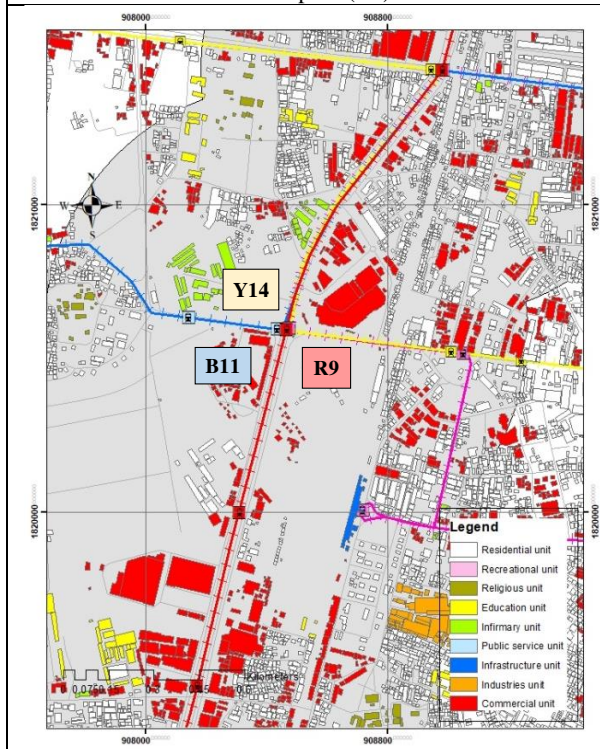 908000 908800
N
W E
S
1821000
1821000
Y14
B11
R9
1820000
1820000
Legend
Residential unit
Recreational unit
Religious unit
Education unit
Infirmary unit
Public service unit
Infrastructure unit
Industries unit
Commercial unit
908000 908800